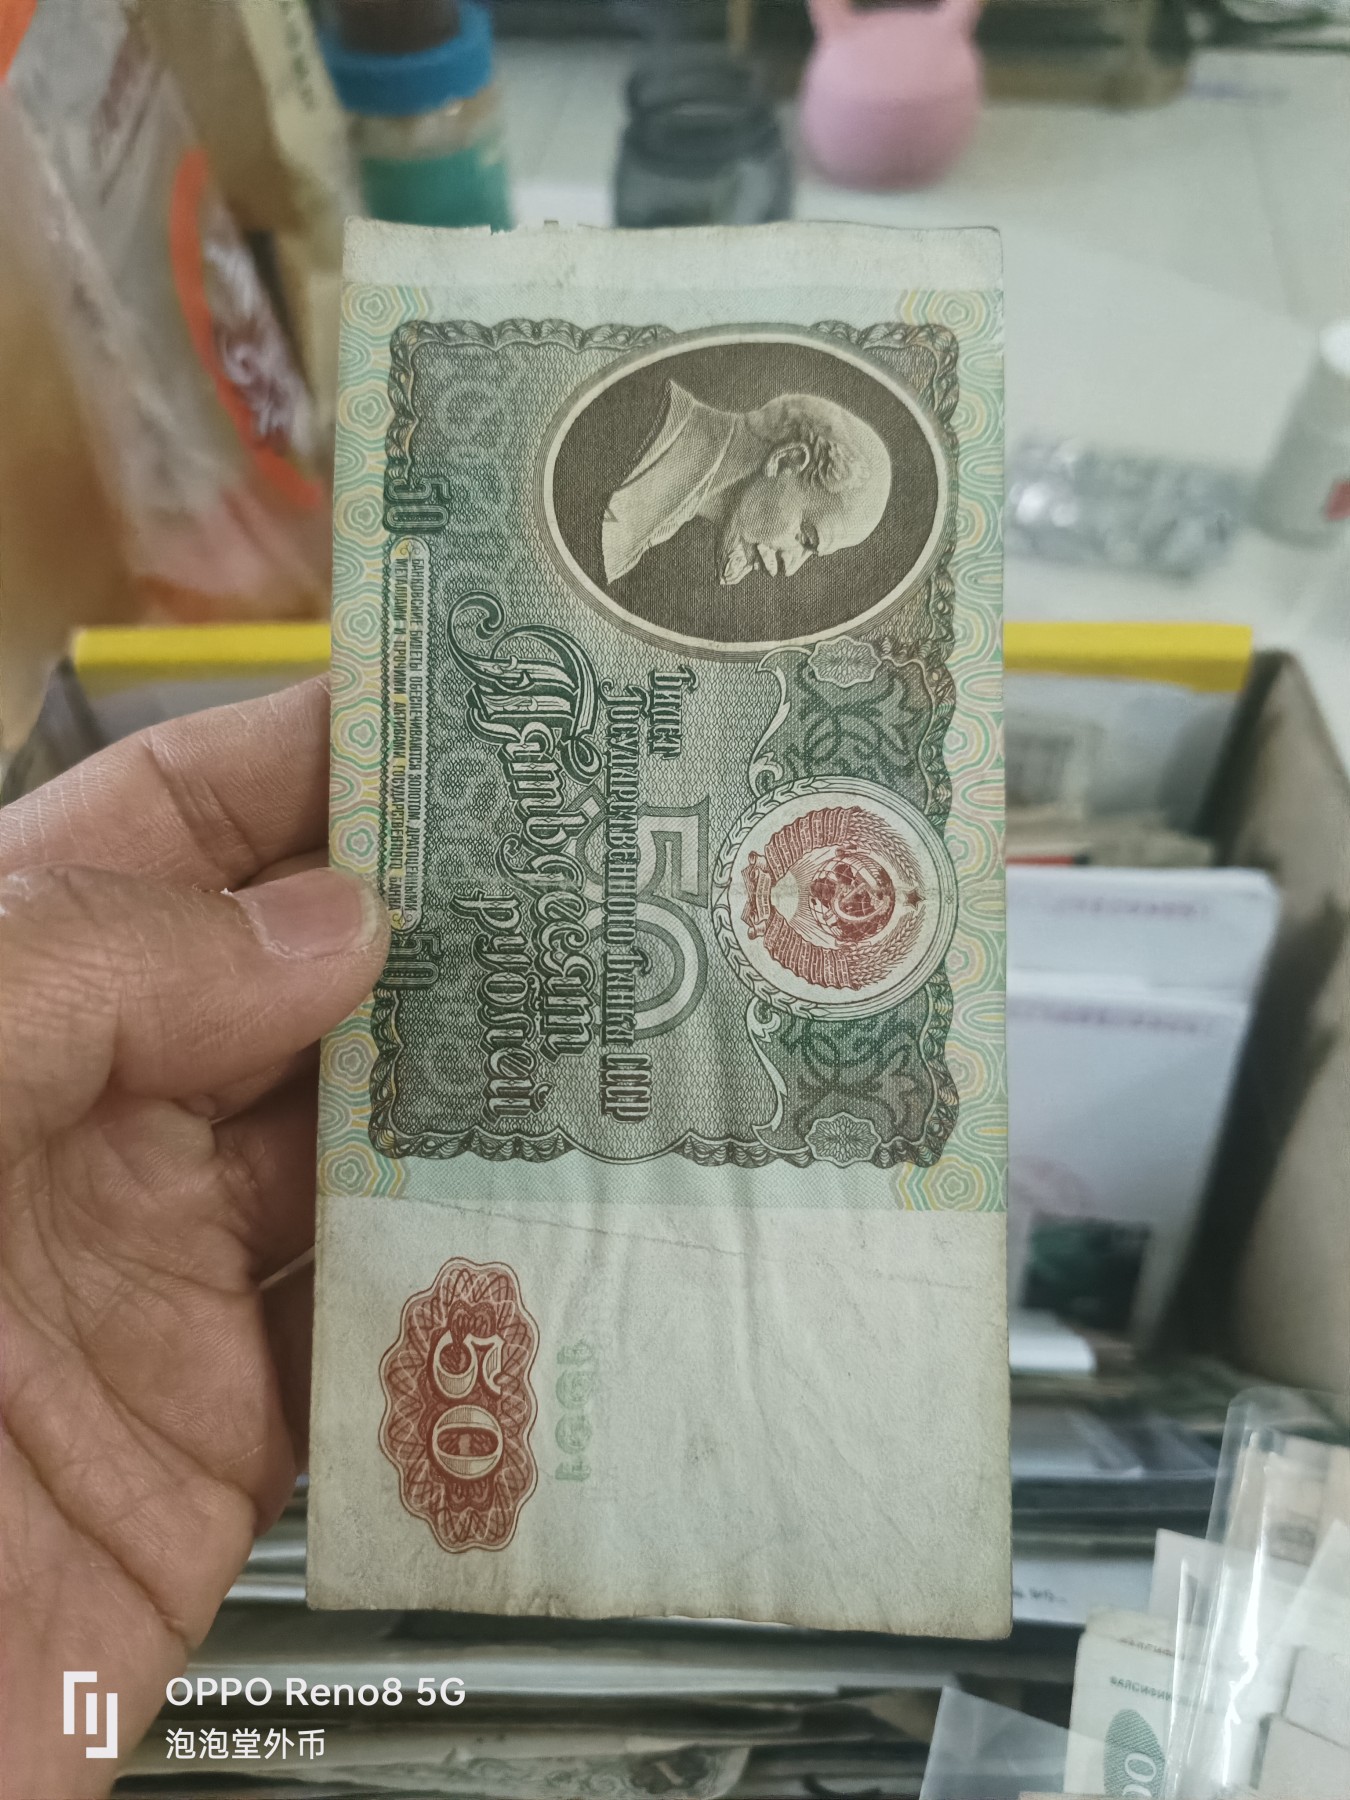 Билет
Государственного Банка СССР
50
Пятьдесят
рублей
50
БАНКОВСКИЕ БИЛЕТЫ ОБЕСПЕЧИВАЮТСЯ ЗОЛОТОМ, ДРАГОЦЕННЫМИ
МЕТАЛЛАМИ И ПРОЧИМИ АКТИВАМИ ГОСУДАРСТВЕННОГО БАНКА
50
50
1991
OPPO Reno8 5G
泡泡堂外币